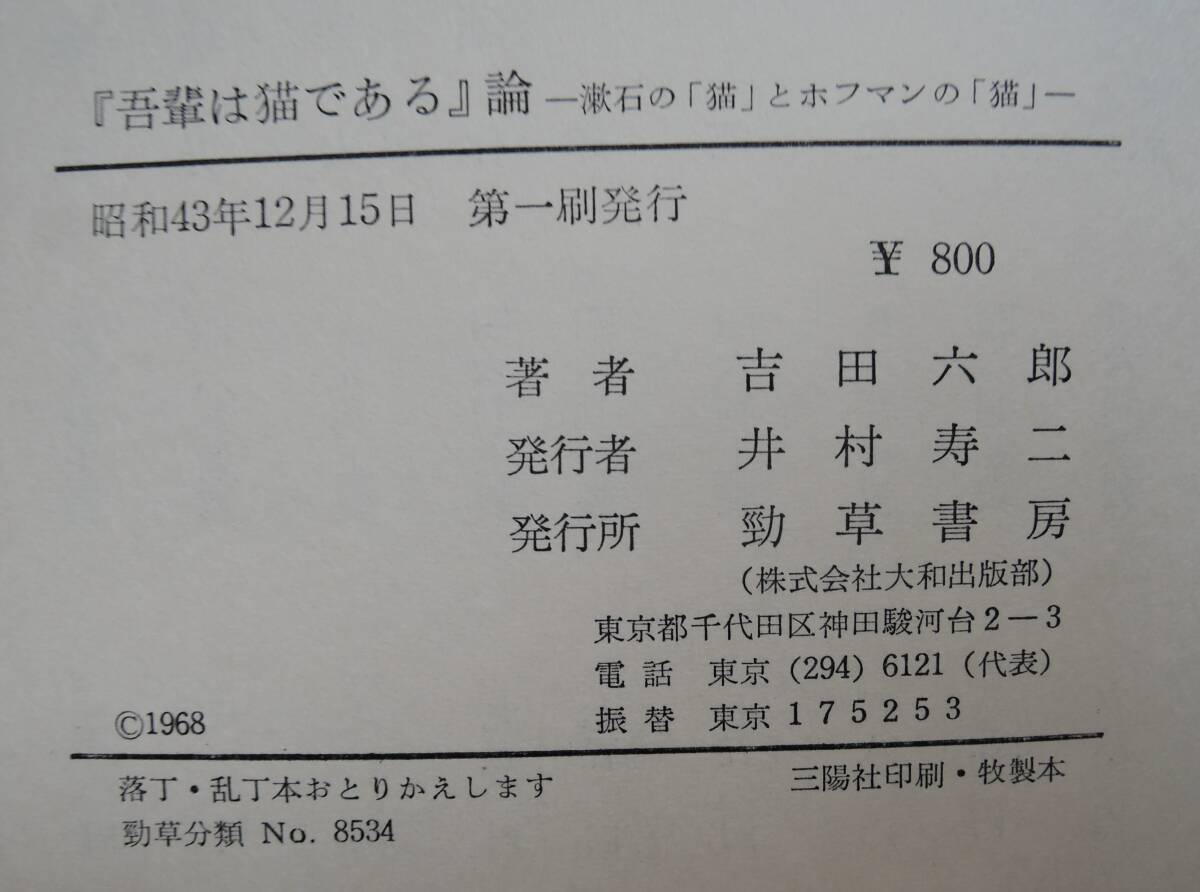 『吾輩は猫である』論 ―漱石の「猫」とホフマンの「猫」―
昭和43年12月15日　第一刷発行
¥ 800
著者　吉田六郎
発行者　井村寿二
発行所　勁草書房
（株式会社大和出版部）
東京都千代田区神田駿河台2―3
電話　東京 (294) 6121（代表）
振替　東京 175253
©1968
落丁・乱丁本おとりかえします
三陽社印刷・牧製本
勁草分類 No. 8534